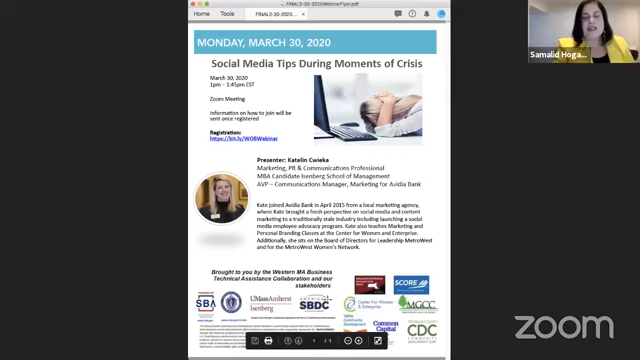 FINAL3-30-2020WebinarFlyer.pdf
Home Tools FINAL3-30-2020... ×
MONDAY, MARCH 30, 2020
Social Media Tips During Moments of Crisis
March 30, 2020
1pm – 1:45pm EST
Zoom Meeting
Information on how to join will be
sent once registered
Registration:
https://bit.ly/WOBWebinar
Presenter: Katelin Cwieka
Marketing, PR & Communications Professional
MBA Candidate Isenberg School of Management
AVP – Communications Manager, Marketing for Avidia Bank
Kate joined Avidia Bank in April 2015 from a local marketing agency,
where Kate brought a fresh perspective on social media and content
marketing to a traditionally stale industry including launching a social
media employee advocacy program. Kate also teaches Marketing and
Personal Branding Classes at the Center for Women and Enterprise.
Additionally, she sits on the Board of Directors for Leadership MetroWest
and for the MetroWest Women's Network.
Brought to you by the Western MA Business
Technical Assistance Collaboration and our
stakeholders:
SBA
UMassAmherst
Isenberg
AMERICA'S
SBDC
SCORE
Center for Women & Enterprise
MGCC
Common
Capital
CDC
1 / 1
Samalid Hoga...
zoom